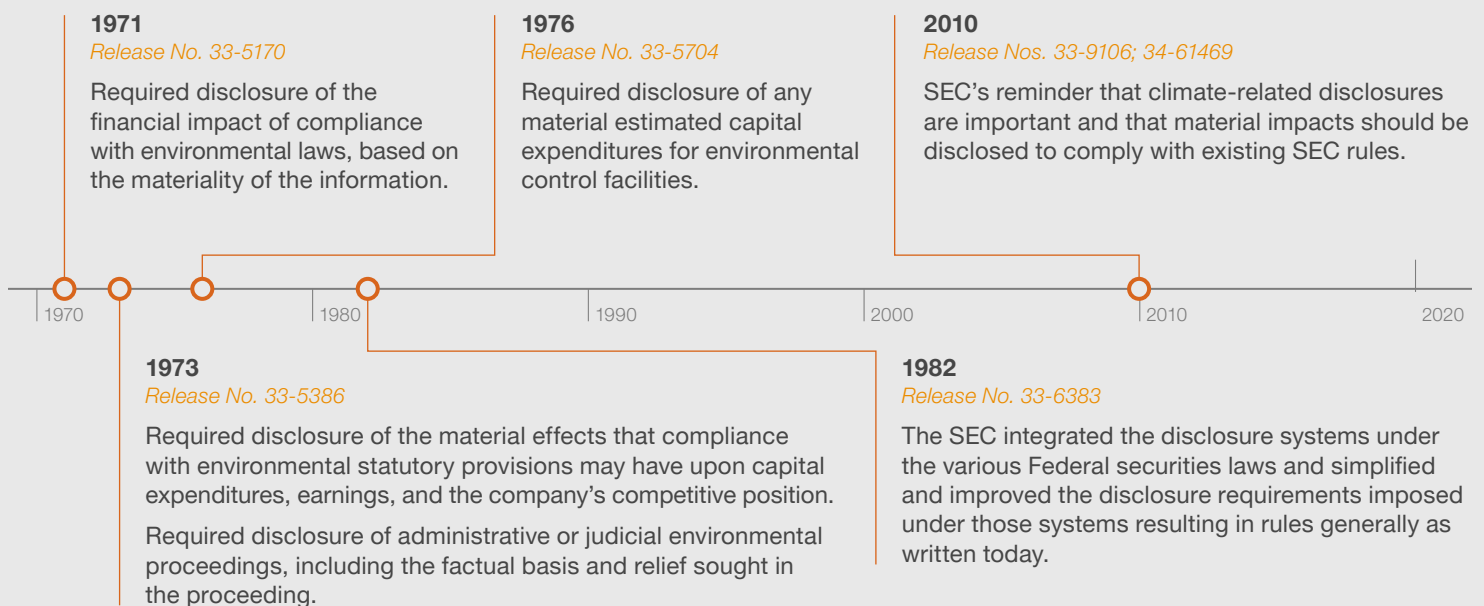 1971
Release No. 33-5170
Required disclosure of the
financial impact of compliance
with environmental laws, based on
the materiality of the information.
1976
Release No. 33-5704
Required disclosure of any
material estimated capital
expenditures for environmental
control facilities.
2010
Release Nos. 33-9106; 34-61469
SEC’s reminder that climate-related disclosures
are important and that material impacts should be
disclosed to comply with existing SEC rules.
1970
1980
1990
2000
2010
2020
1973
Release No. 33-5386
Required disclosure of the material effects that compliance
with environmental statutory provisions may have upon capital
expenditures, earnings, and the company’s competitive position.
Required disclosure of administrative or judicial environmental
proceedings, including the factual basis and relief sought in
the proceeding.
1982
Release No. 33-6383
The SEC integrated the disclosure systems under
the various Federal securities laws and simplified
and improved the disclosure requirements imposed
under those systems resulting in rules generally as
written today.